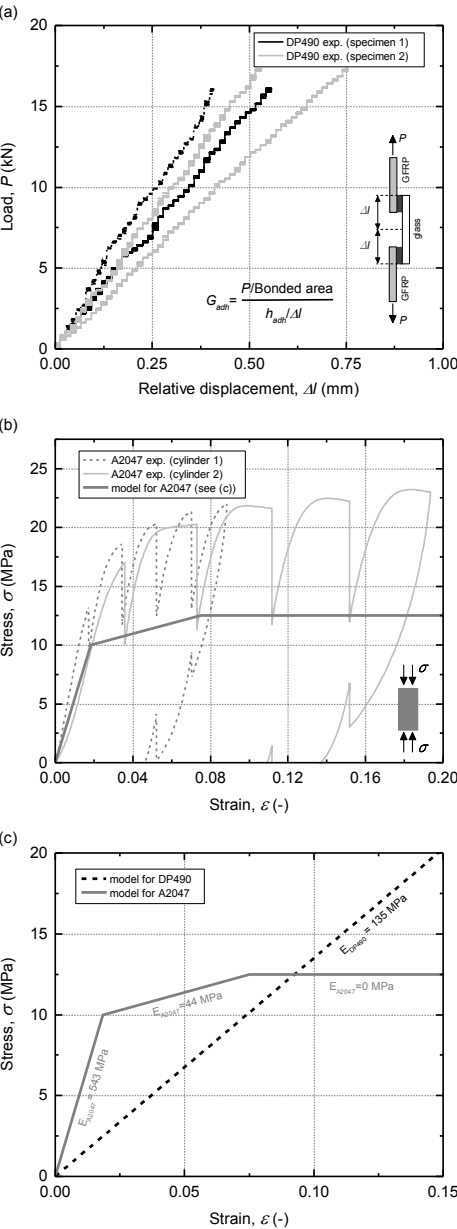 (a)
20
15
10
5
0
Load, P (kN)
DP490 exp. (specimen 1)
DP490 exp. (specimen 2)
P
GFRP
Δl
glass
Δl
GFRP
P
G_adh = P/Bonded area
h_adh/Δl
0.00 0.25 0.50 0.75 1.00
Relative displacement, Δl (mm)
(b)
25
20
15
10
5
0
Stress, σ (MPa)
A2047 exp. (cylinder 1)
A2047 exp. (cylinder 2)
model for A2047 (see (c))
σ
σ
0.00 0.04 0.08 0.12 0.16 0.20
Strain, ε (-)
(c)
20
15
10
5
0
Stress, σ (MPa)
model for DP490
model for A2047
E_DP490 = 135 MPa
E_A2047=0 MPa
E_A2047=44 MPa
E_A2047= 543 MPa
0.00 0.05 0.10 0.15
Strain, ε (-)